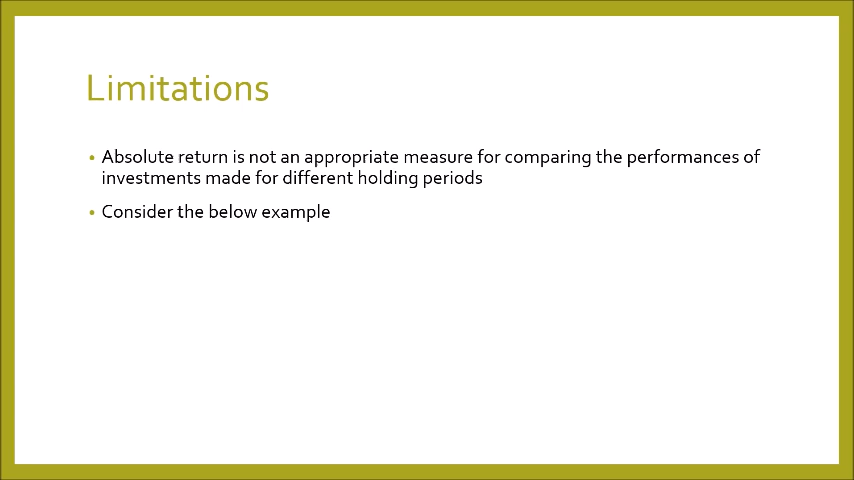 Limitations
• Absolute return is not an appropriate measure for comparing the performances of
investments made for different holding periods
• Consider the below example